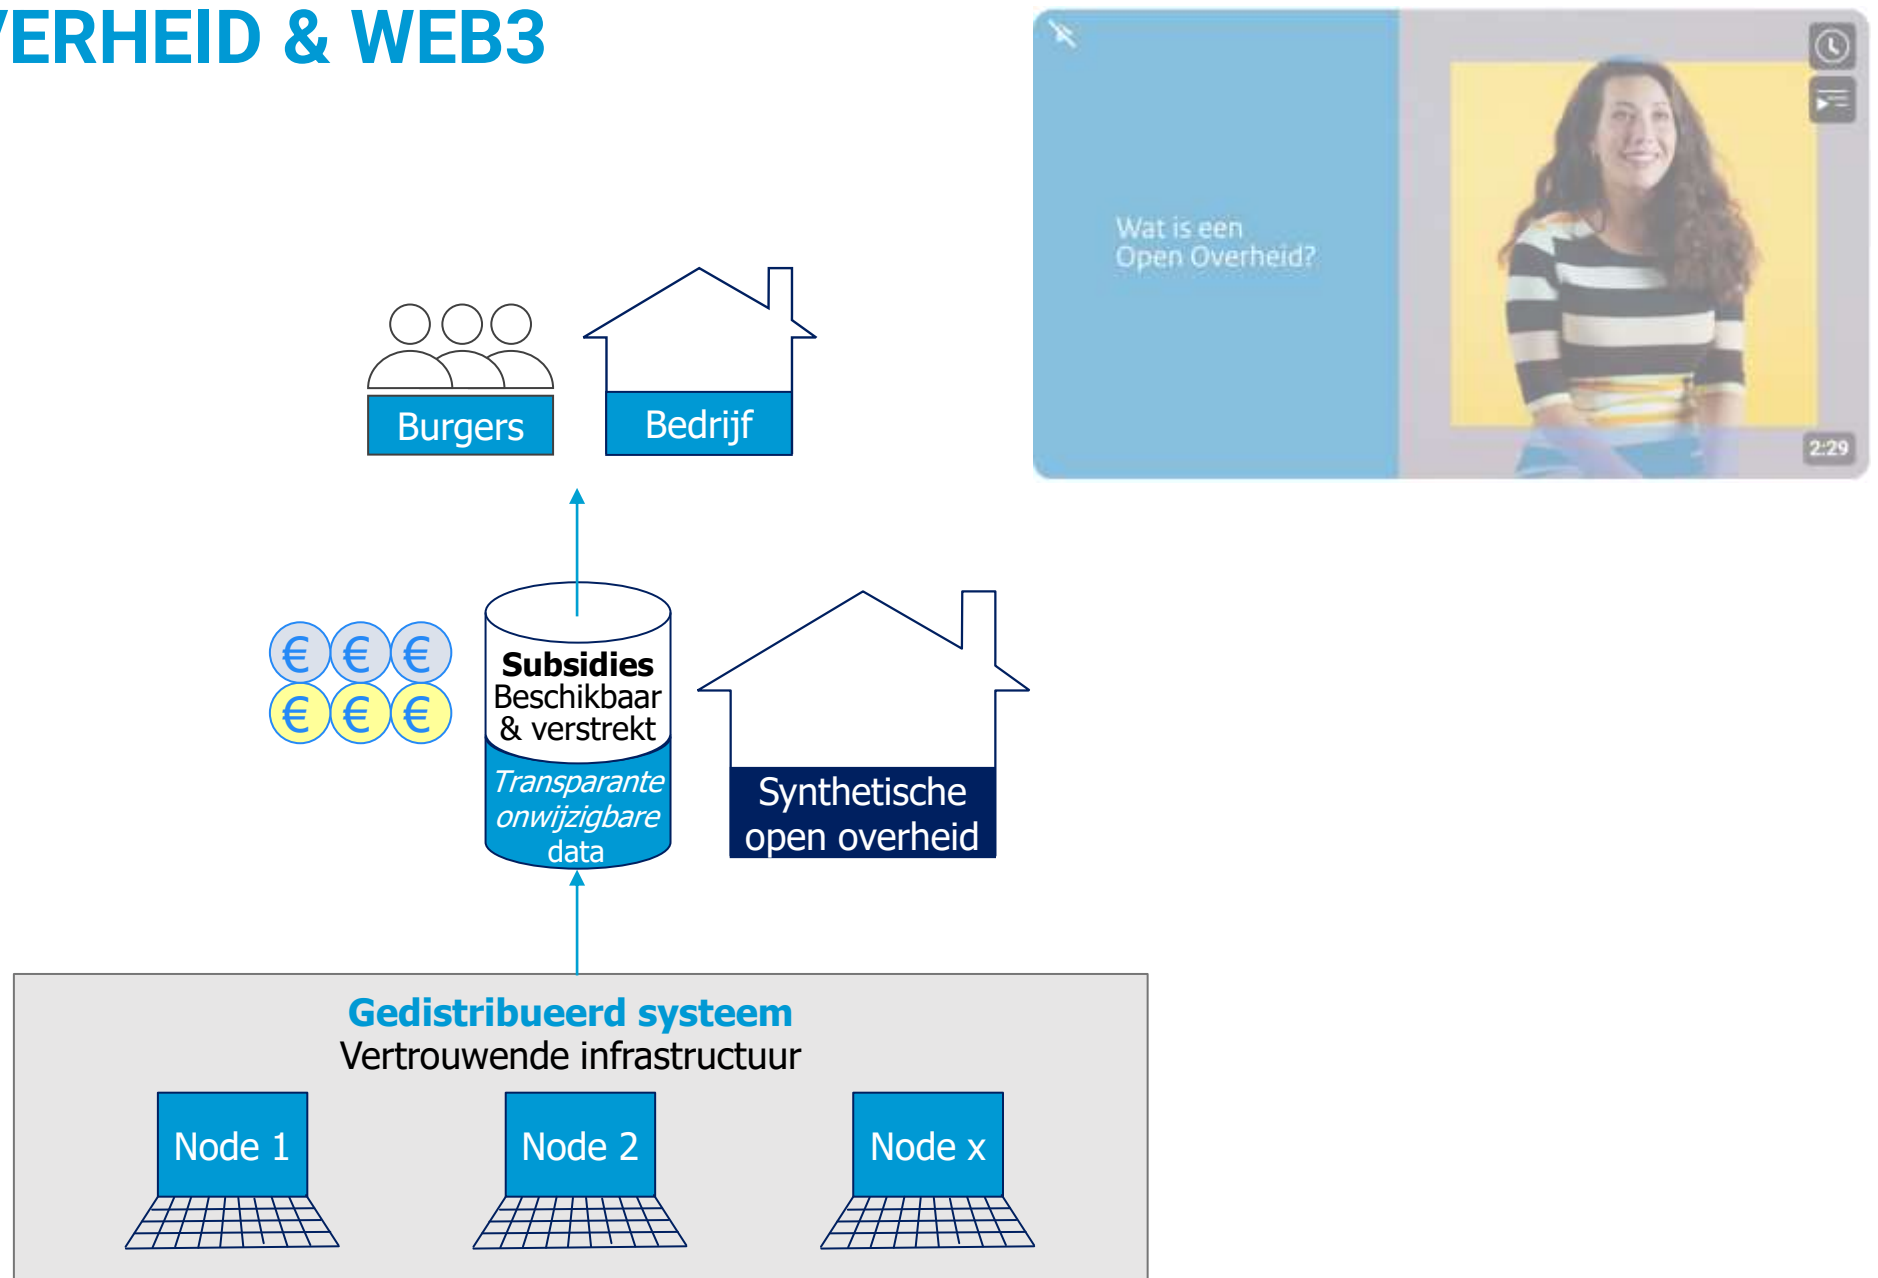 VERHEID & WEB3
Wat is een
Open Overheid?
2:29
Burgers
Bedrijf
€ € €
€ € €
Subsidies
Beschikbaar
& verstrekt
Transparante
onwijzigbare
data
Synthetische
open overheid
Gedistribueerd systeem
Vertrouwende infrastructuur
Node 1
Node 2
Node x